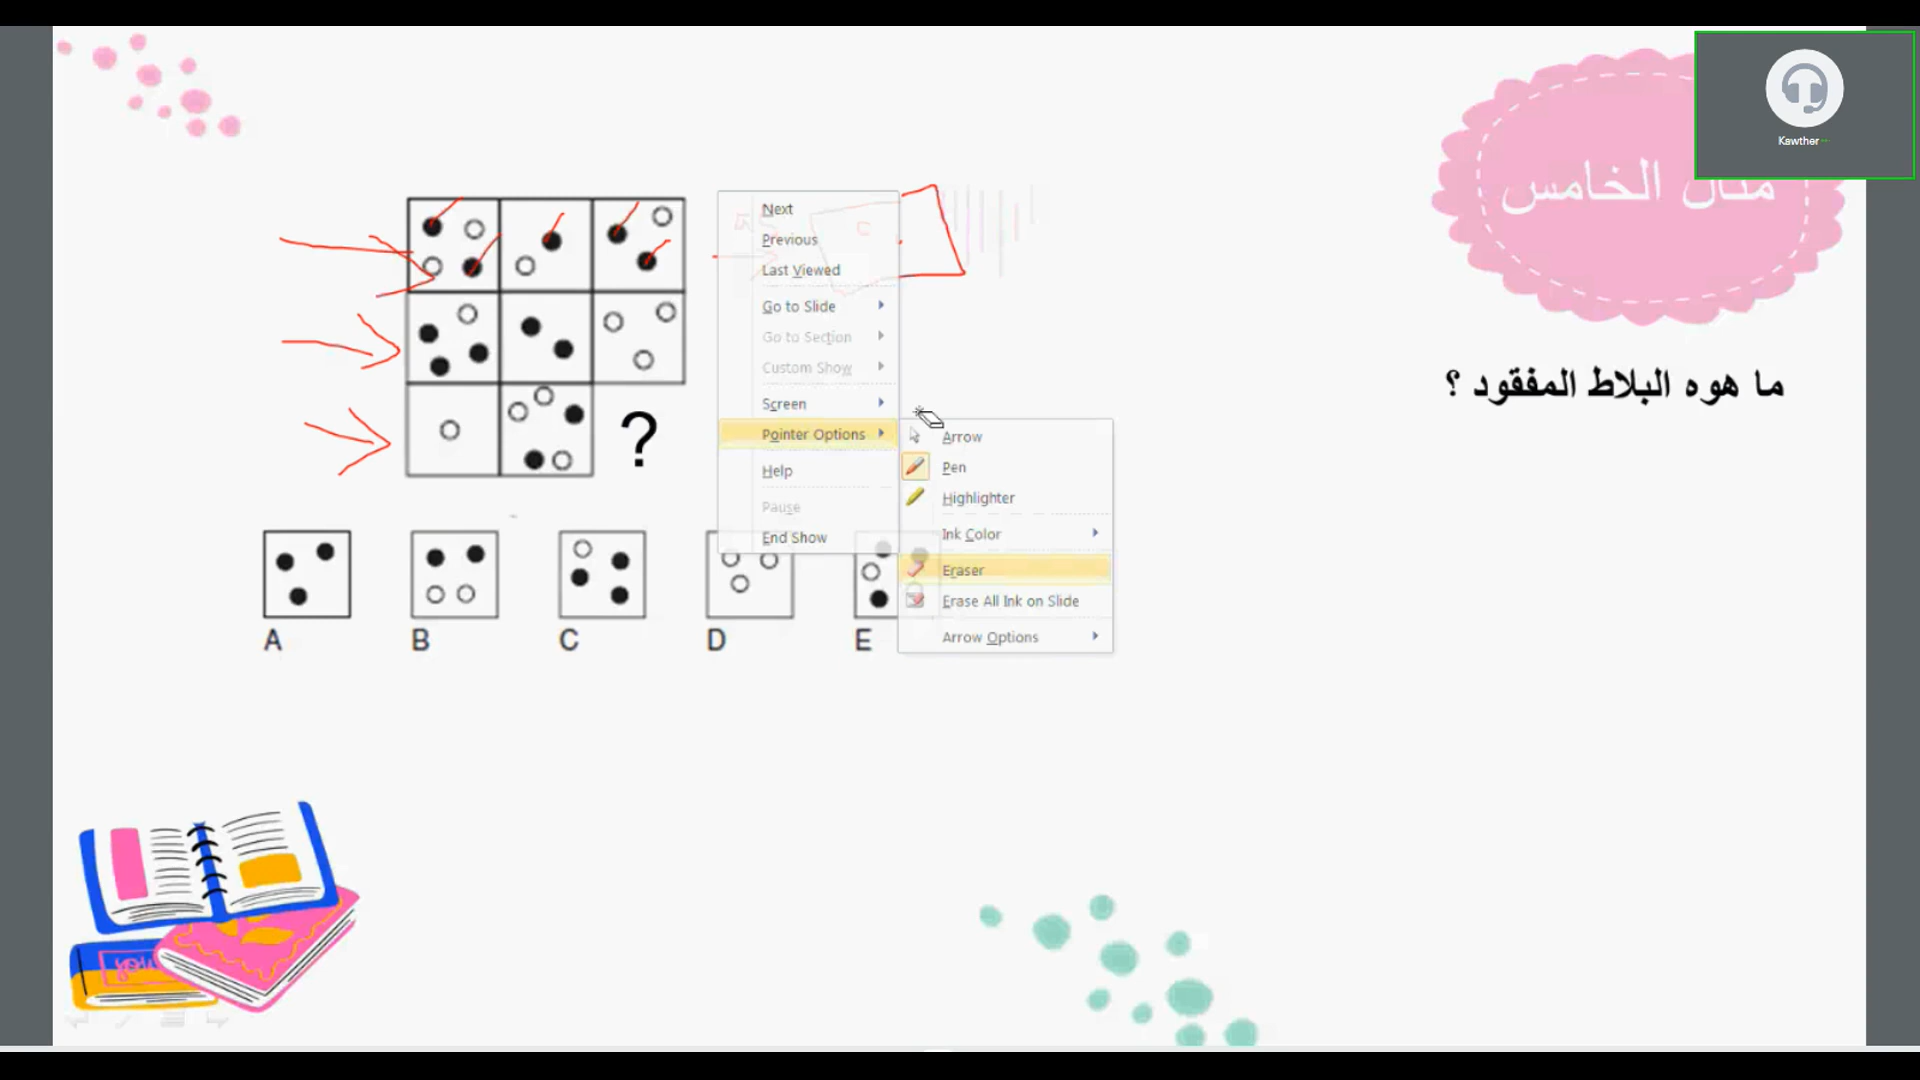 Kawther
مثال الخامس
ما هوه البلاط المفقود ؟
?
A
B
C
D
E
Next
Previous
Last Viewed
Go to Slide
Go to Section
Custom Show
Screen
Pointer Options
Help
Pause
End Show
Arrow
Pen
Highlighter
Ink Color
Eraser
Erase All Ink on Slide
Arrow Options